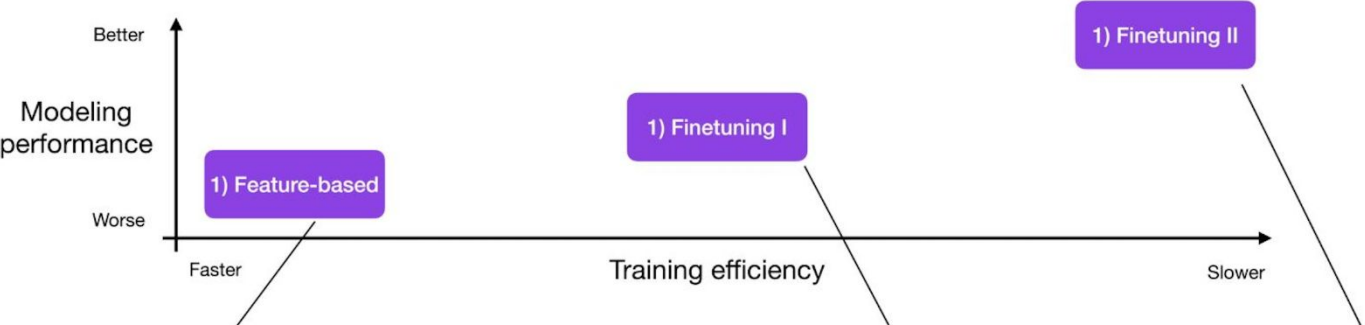 Better
1) Finetuning II
Modeling
performance
1) Finetuning I
1) Feature-based
Worse
Faster
Training efficiency
Slower